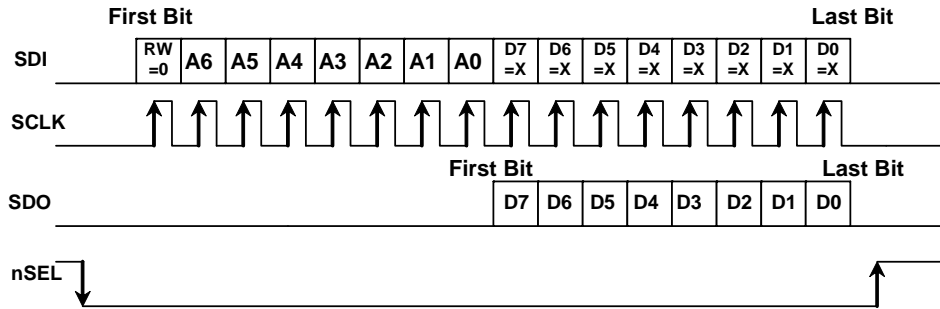 First Bit Last Bit
SDI RW =0 A6 A5 A4 A3 A2 A1 A0 D7 =X D6 =X D5 =X D4 =X D3 =X D2 =X D1 =X D0 =X
SCLK
First Bit Last Bit
SDO D7 D6 D5 D4 D3 D2 D1 D0
nSEL